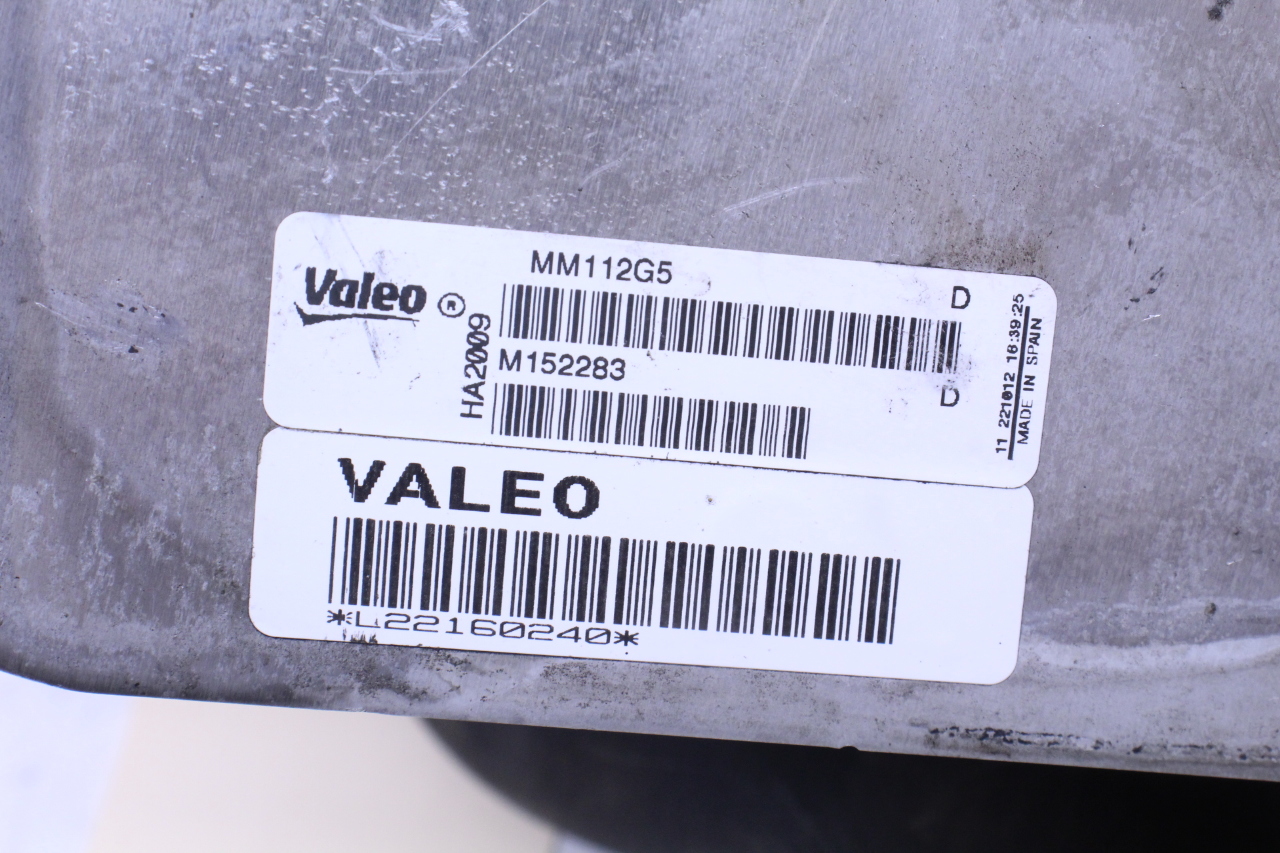 Valeo ®
HA2009
MM112G5
D
M152283
D
11 221012 16:39:25
MADE IN SPAIN
VALEO
*L22160240*